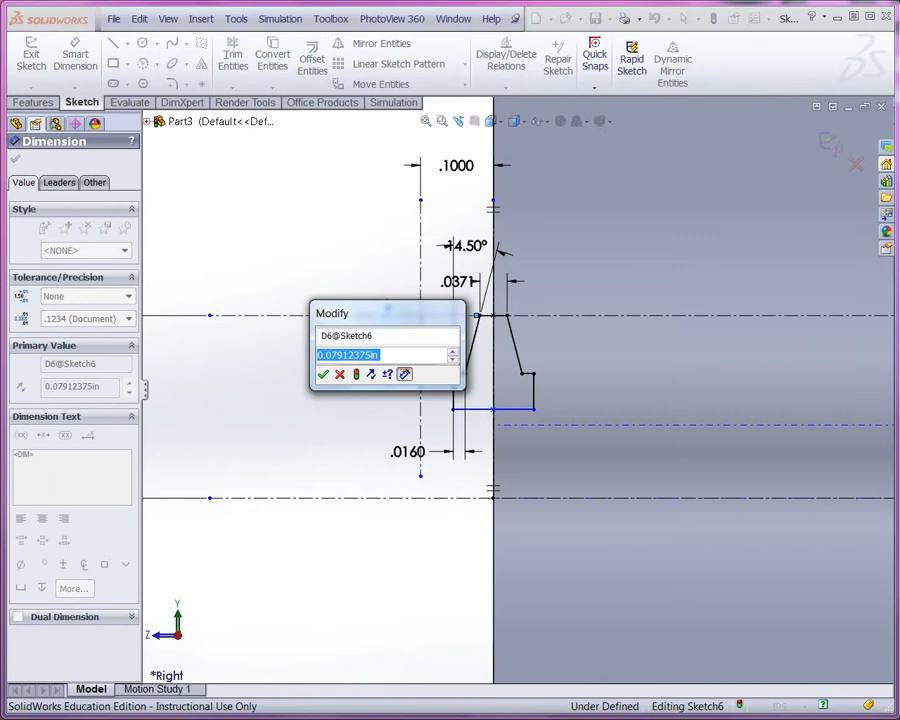 SOLIDWORKS File Edit View Insert Tools Simulation Toolbox PhotoView 360 Window Help ? Sk...
Exit Sketch
Smart Dimension
Trim Entities
Convert Entities
Offset Entities
Mirror Entities
Linear Sketch Pattern
Move Entities
Display/Delete Relations
Repair Sketch
Quick Snaps
Rapid Sketch
Dynamic Mirror Entities
Features Sketch Evaluate DimXpert Render Tools Office Products Simulation
Part3 (Default<<Def...
Dimension ?
Value Leaders Other
Style
<NONE>
Tolerance/Precision
None
.1234 (Document)
Primary Value
D6@Sketch6
0.07912375in
Dimension Text
<DIM>
More...
Dual Dimension
.1000
14.50°
.0371
Modify
D6@Sketch6
0.07912375in
±?
.0160
Y
Z
*Right
Model Motion Study 1
SolidWorks Education Edition - Instructional Use Only Under Defined Editing Sketch6 IPS ?